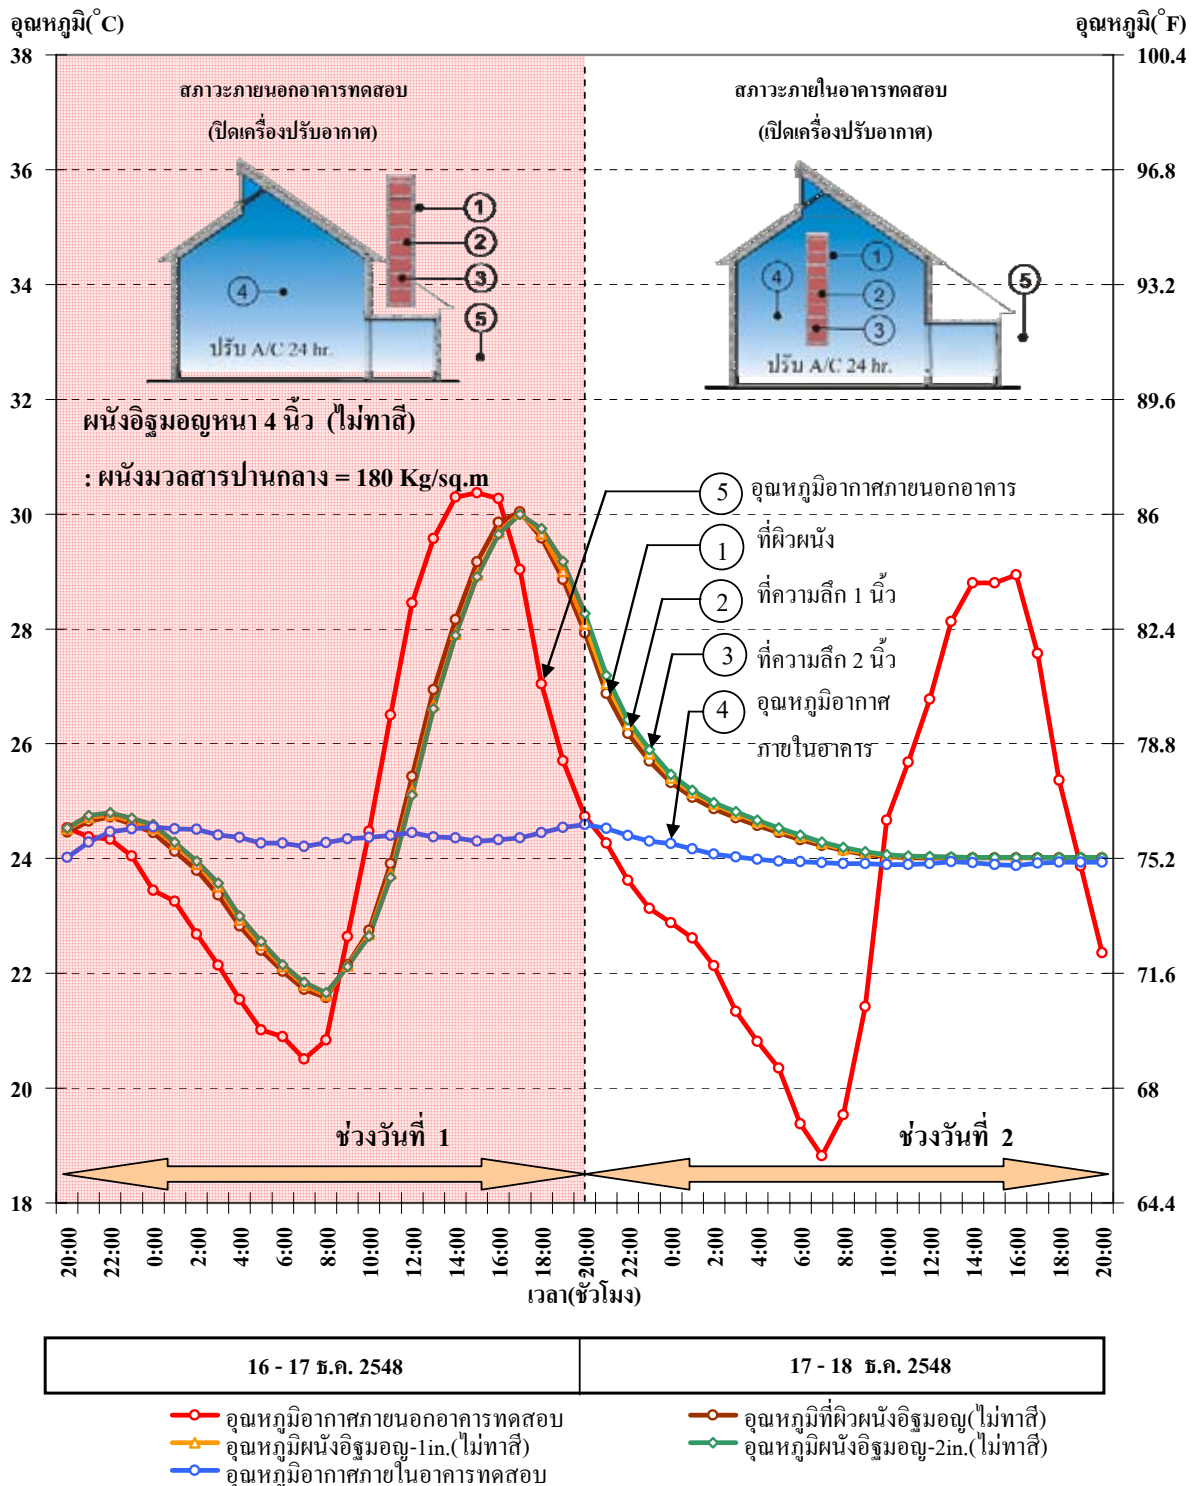 อุณหภูมิ(°C)
อุณหภูมิ(°F)
38
36
34
32
30
28
26
24
22
20
18
100.4
96.8
93.2
89.6
86
82.4
78.8
75.2
71.6
68
64.4
สภาวะภายนอกอาคารทดสอบ
(ปิดเครื่องปรับอากาศ)
1
2
3
4
5
ปรับ A/C 24 hr.
สภาวะภายในอาคารทดสอบ
(เปิดเครื่องปรับอากาศ)
1
2
3
4
5
ปรับ A/C 24 hr.
ผนังอิฐมอญหนา 4 นิ้ว (ไม่ทาสี)
: ผนังมวลสารปานกลาง = 180 Kg/sq.m
5 อุณหภูมิอากาศภายนอกอาคาร
1 ที่ผิวผนัง
2 ที่ความลึก 1 นิ้ว
3 ที่ความลึก 2 นิ้ว
4 อุณหภูมิอากาศ
ภายในอาคาร
ช่วงวันที่ 1
ช่วงวันที่ 2
20:00 22:00 0:00 2:00 4:00 6:00 8:00 10:00 12:00 14:00 16:00 18:00 20:00 22:00 0:00 2:00 4:00 6:00 8:00 10:00 12:00 14:00 16:00 18:00 20:00
เวลา(ชั่วโมง)
16 - 17 ธ.ค. 2548
17 - 18 ธ.ค. 2548
อุณหภูมิอากาศภายนอกอาคารทดสอบ
อุณหภูมิที่ผิวผนังอิฐมอญ(ไม่ทาสี)
อุณหภูมิผนังอิฐมอญ-1in.(ไม่ทาสี)
อุณหภูมิผนังอิฐมอญ-2in.(ไม่ทาสี)
อุณหภูมิอากาศภายในอาคารทดสอบ